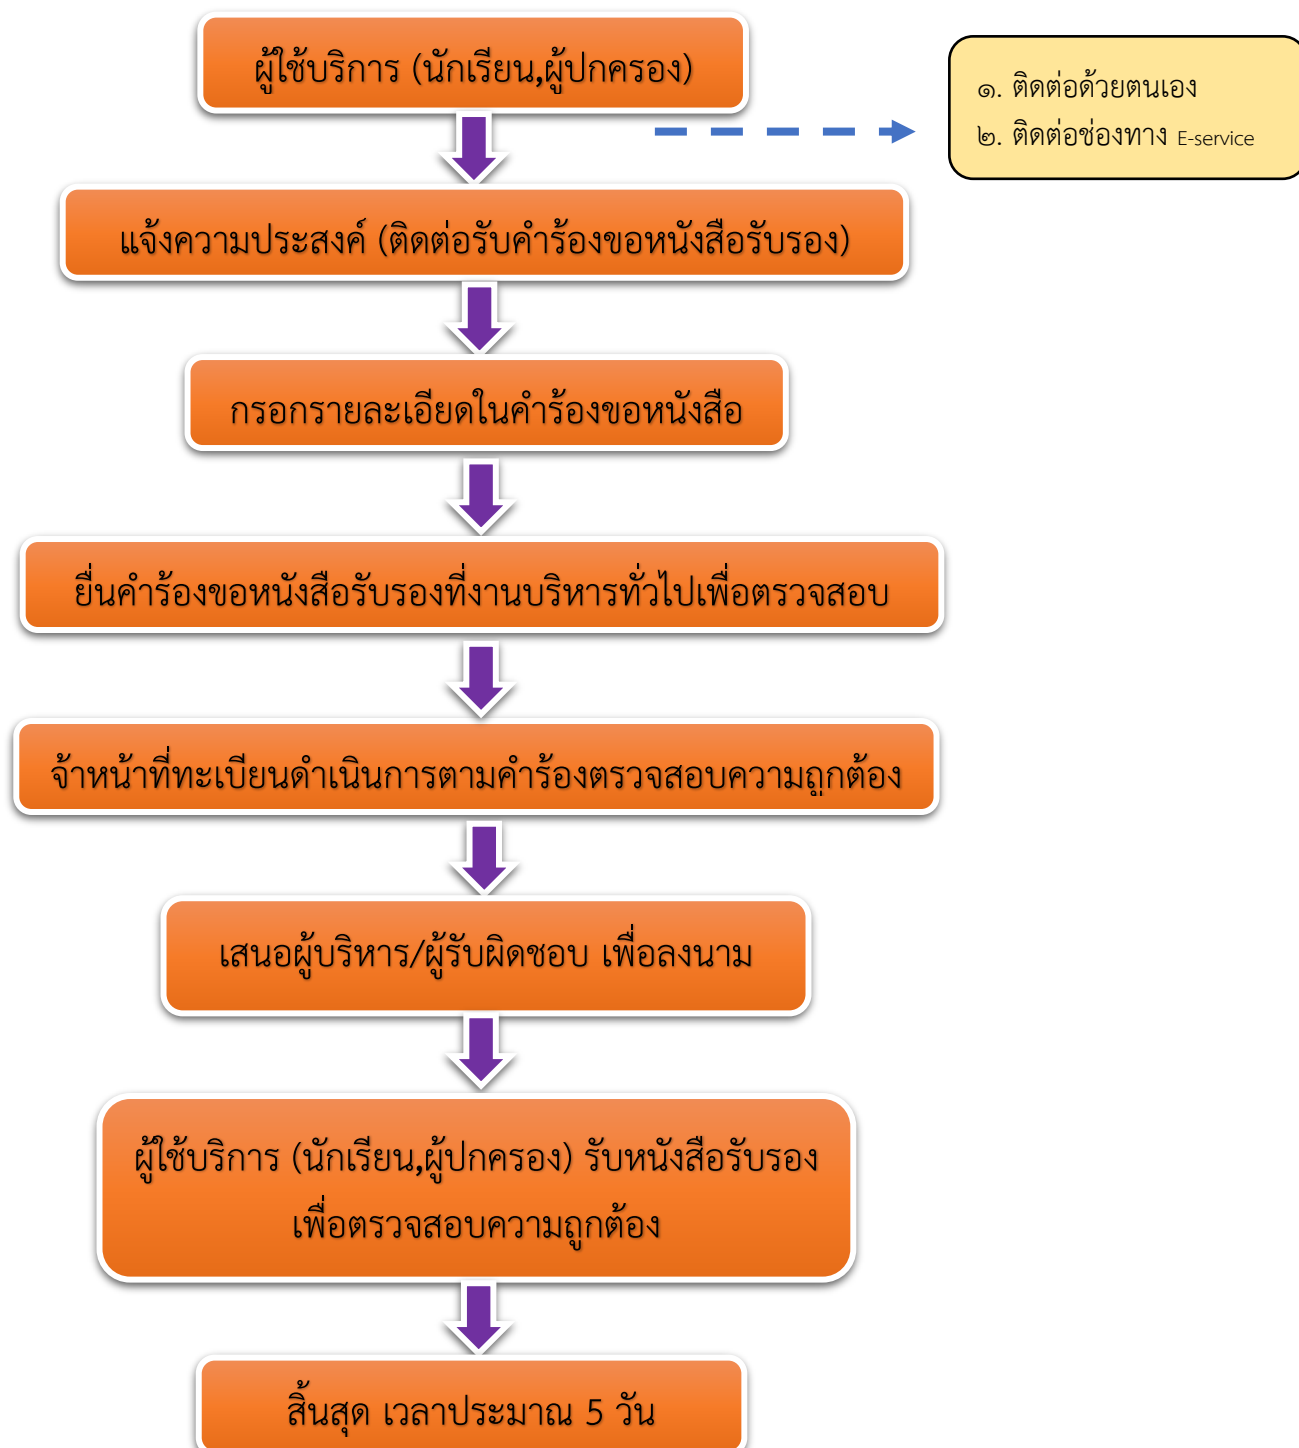 ผู้ใช้บริการ (นักเรียน,ผู้ปกครอง)
๑. ติดต่อด้วยตนเอง
๒. ติดต่อช่องทาง E-service
แจ้งความประสงค์ (ติดต่อรับคำร้องขอหนังสือรับรอง)
กรอกรายละเอียดในคำร้องขอหนังสือ
ยื่นคำร้องขอหนังสือรับรองที่งานบริหารทั่วไปเพื่อตรวจสอบ
จ้าหน้าที่ทะเบียนดำเนินการตามคำร้องตรวจสอบความถูกต้อง
เสนอผู้บริหาร/ผู้รับผิดชอบ เพื่อลงนาม
ผู้ใช้บริการ (นักเรียน,ผู้ปกครอง) รับหนังสือรับรอง
เพื่อตรวจสอบความถูกต้อง
สิ้นสุด เวลาประมาณ 5 วัน